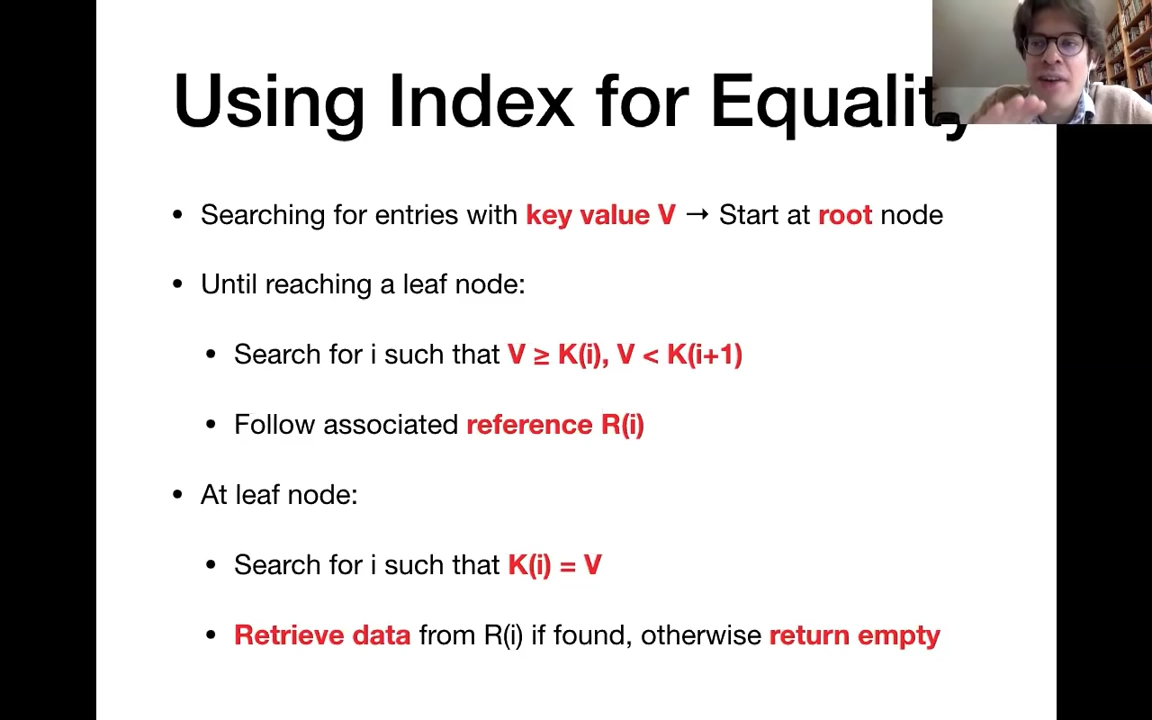 Using Index for Equality
• Searching for entries with key value V → Start at root node
• Until reaching a leaf node:
• Search for i such that V ≥ K(i), V < K(i+1)
• Follow associated reference R(i)
• At leaf node:
• Search for i such that K(i) = V
• Retrieve data from R(i) if found, otherwise return empty